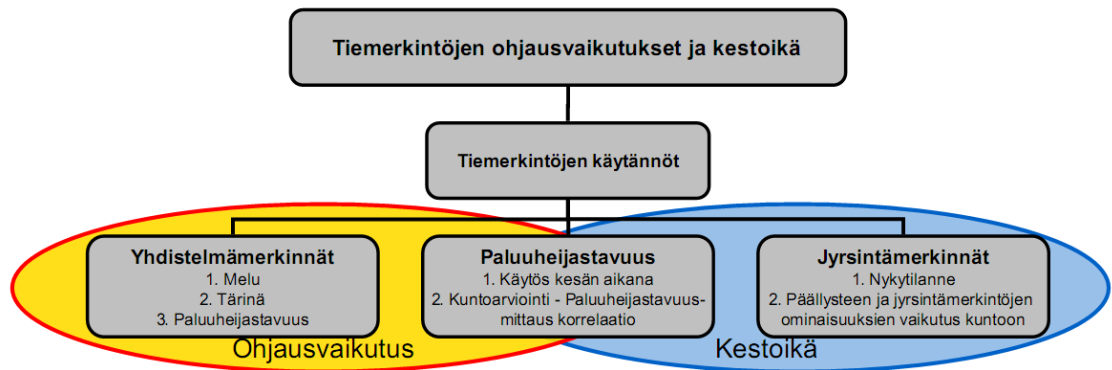 Tiemerkintöjen ohjausvaikutukset ja kestoikä
Tiemerkintöjen käytännöt
Yhdistelmämerkinnät
1. Melu
2. Tärinä
3. Paluuheijastavuus
Paluuheijastavuus
1. Käytös kesän aikana
2. Kuntoarviointi - Paluuheijastavuus-
mittaus korrelaatio
Jyrsintämerkinnät
1. Nykytilanne
2. Päällysteen ja jyrsintämerkintöjen
ominaisuuksien vaikutus kuntoon
Ohjausvaikutus
Kestoikä